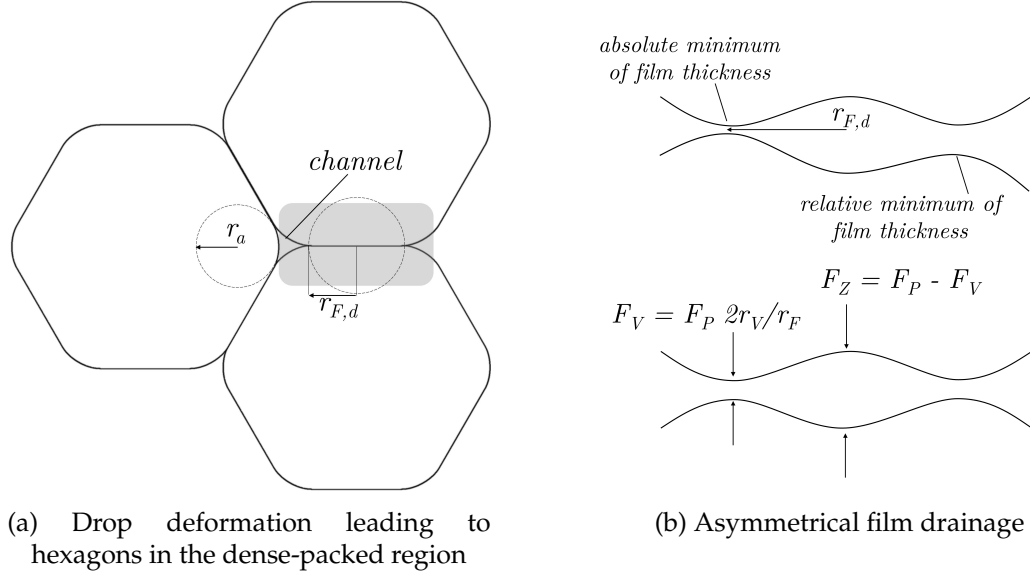 channel
r_a
r_{F,d}
(a) Drop deformation leading to
hexagons in the dense-packed region
absolute minimum
of film thickness
r_{F,d}
relative minimum of
film thickness
F_Z = F_P - F_V
F_V = F_P 2r_V/r_F
(b) Asymmetrical film drainage